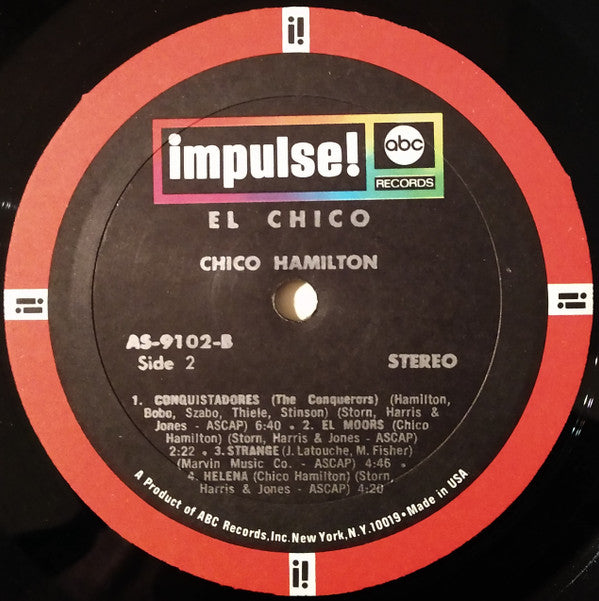 i!
impulse!
abc
RECORDS
EL CHICO
CHICO HAMILTON
i!
i!
AS-9102-B
Side 2
STEREO
1. CONQUISTADORES (The Conquerors) (Hamilton,
Bobo, Szabo, Thiele, Stinson) (Storn, Harris &
Jones - ASCAP) 6:40 • 2. EL MOORS (Chico
Hamilton) (Storn, Harris & Jones - ASCAP)
2:22 • 3. STRANGE (J. Latouche, M. Fisher)
(Marvin Music Co. - ASCAP) 4:46 •
4. HELENA (Chico Hamilton) (Storn,
Harris & Jones - ASCAP) 4:20
A Product of ABC Records, Inc. New York, N.Y. 10019 • Made in USA
i!